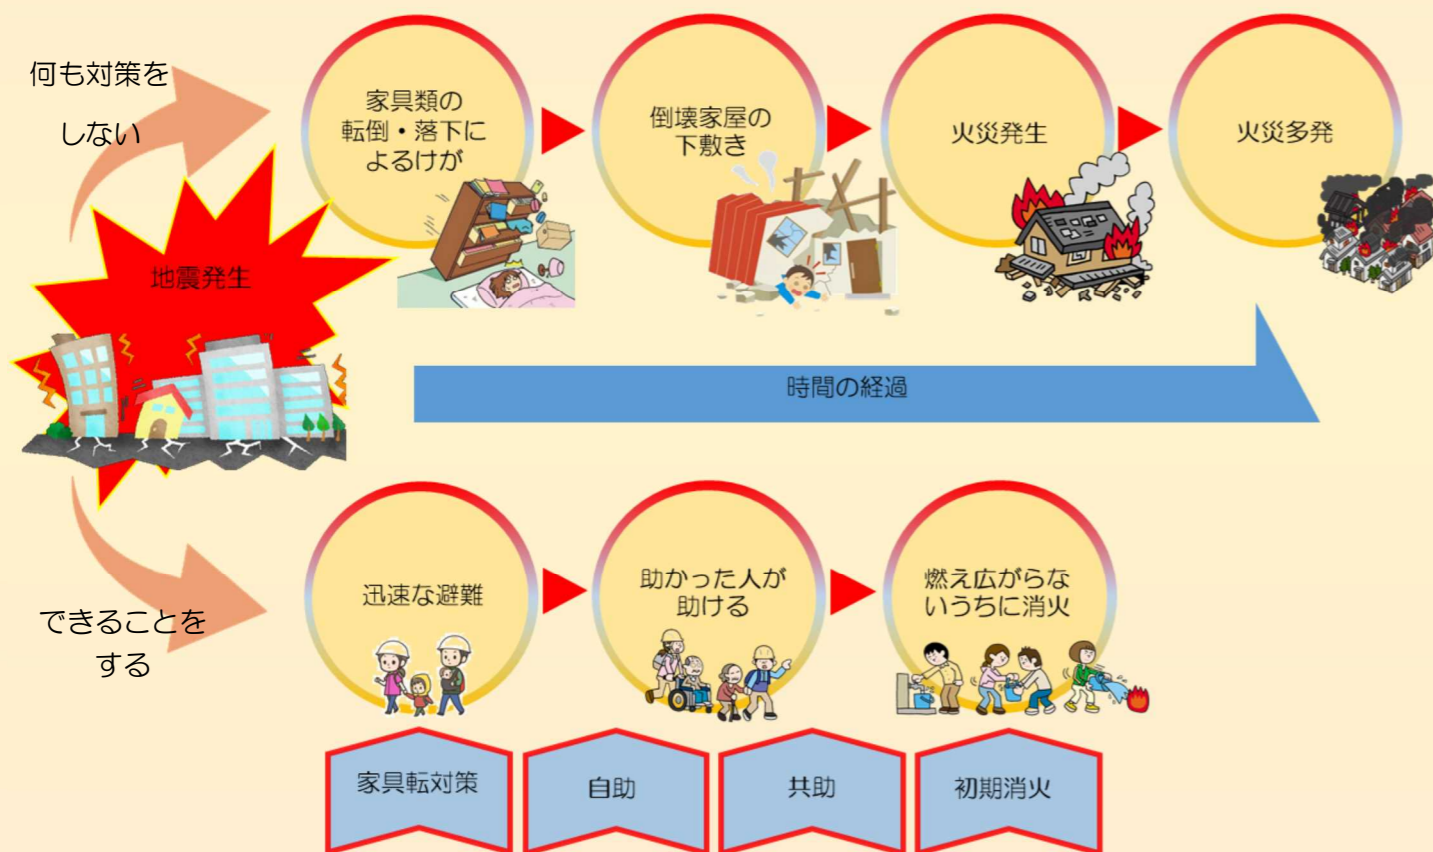 何も対策を
しない
家具類の
転倒・落下に
よるけが
倒壊家屋の
下敷き
火災発生
火災多発
地震発生
時間の経過
できることを
する
迅速な避難
助かった人が
助ける
燃え広がらな
いうちに消火
家具転対策
自助
共助
初期消火